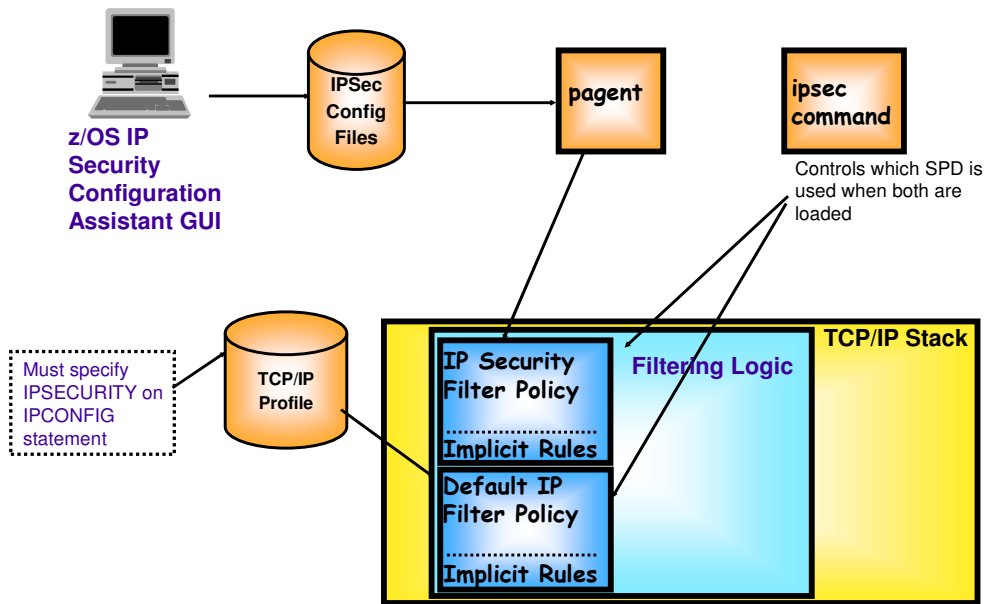 z/OS IP
Security
Configuration
Assistant GUI
IPSec
Config
Files
pagent
ipsec
command
Controls which SPD is
used when both are
loaded
Must specify
IPSECURITY on
IPCONFIG
statement
TCP/IP
Profile
TCP/IP Stack
Filtering Logic
IP Security
Filter Policy
Implicit Rules
Default IP
Filter Policy
Implicit Rules